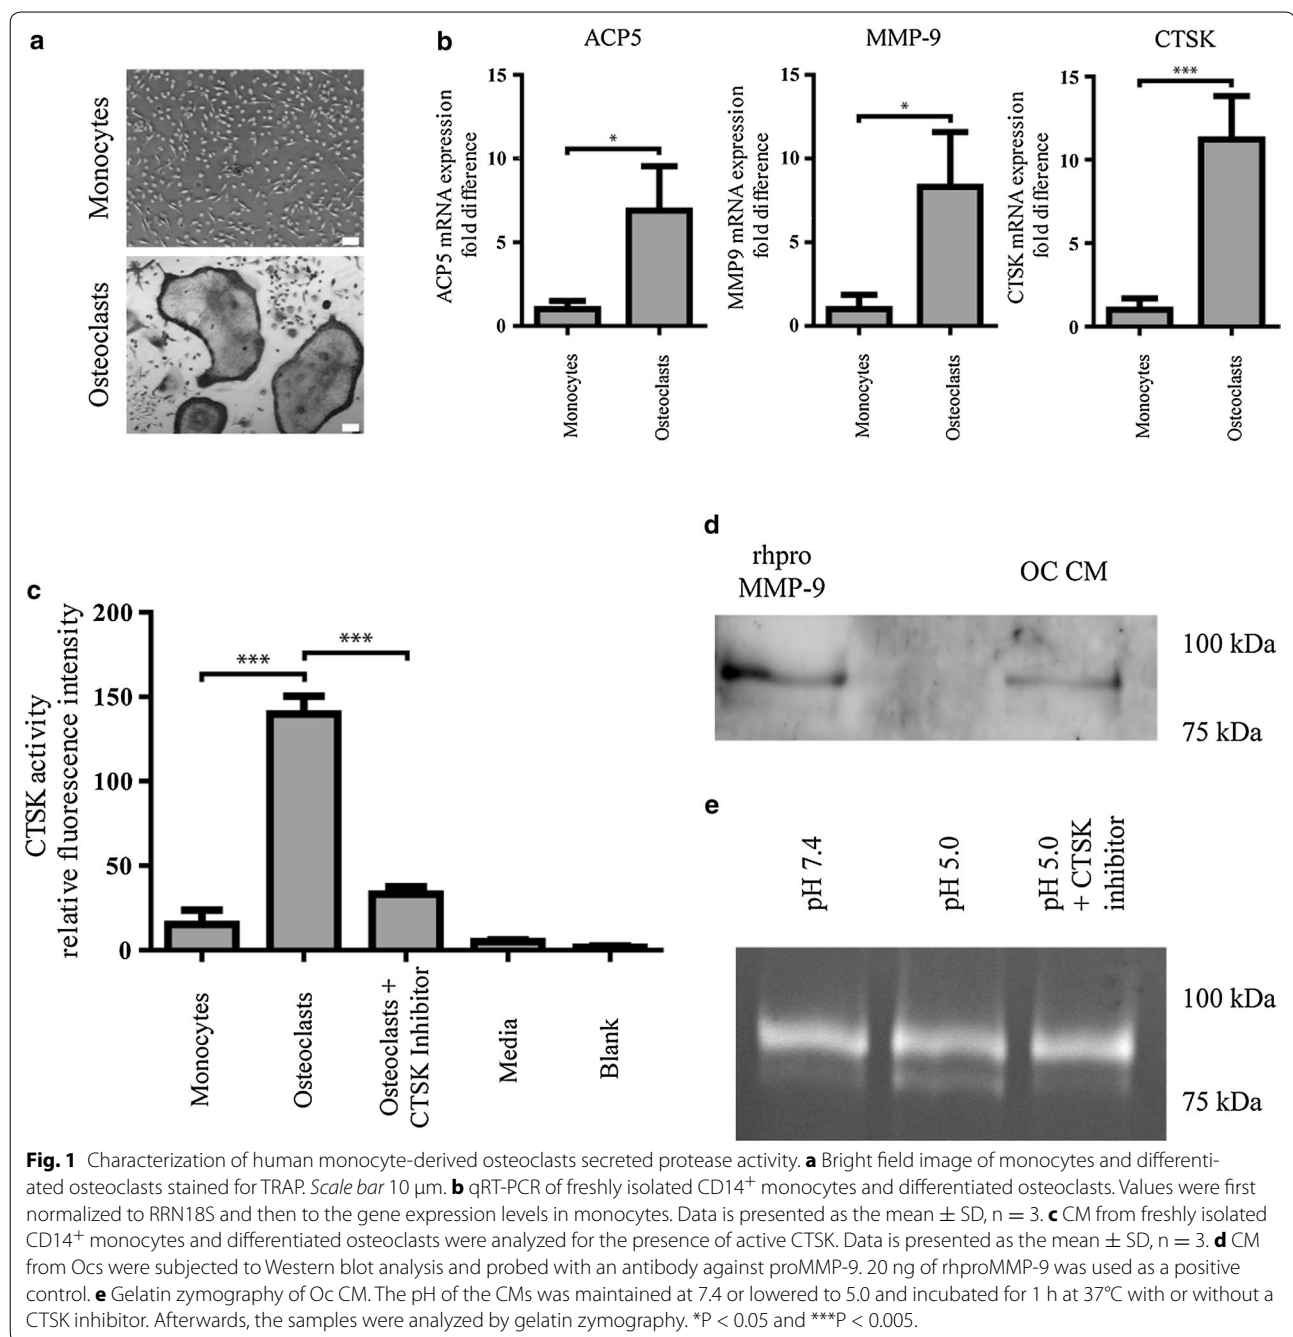 a
Monocytes
Osteoclasts
b
ACP5
ACP5 mRNA expression
fold difference
15
10
5
0
*
Monocytes
Osteoclasts
MMP-9
MMP9 mRNA expression
fold difference
15
10
5
0
*
Monocytes
Osteoclasts
CTSK
CTSK mRNA expression
fold difference
15
10
5
0
***
Monocytes
Osteoclasts
c
CTSK activity
relative fluorescence intensity
200
150
100
50
0
***
***
Monocytes
Osteoclasts
Osteoclasts +
CTSK Inhibitor
Media
Blank
d
rhpro
MMP-9
OC CM
100 kDa
75 kDa
e
pH 7.4
pH 5.0
pH 5.0
+ CTSK
inhibitor
100 kDa
75 kDa
Fig. 1 Characterization of human monocyte-derived osteoclasts secreted protease activity. a Bright field image of monocytes and differenti-
ated osteoclasts stained for TRAP. Scale bar 10 μm. b qRT-PCR of freshly isolated CD14+ monocytes and differentiated osteoclasts. Values were first
normalized to RRN18S and then to the gene expression levels in monocytes. Data is presented as the mean ± SD, n = 3. c CM from freshly isolated
CD14+ monocytes and differentiated osteoclasts were analyzed for the presence of active CTSK. Data is presented as the mean ± SD, n = 3. d CM
from Ocs were subjected to Western blot analysis and probed with an antibody against proMMP-9. 20 ng of rhproMMP-9 was used as a positive
control. e Gelatin zymography of Oc CM. The pH of the CMs was maintained at 7.4 or lowered to 5.0 and incubated for 1 h at 37°C with or without a
CTSK inhibitor. Afterwards, the samples were analyzed by gelatin zymography. *P < 0.05 and ***P < 0.005.